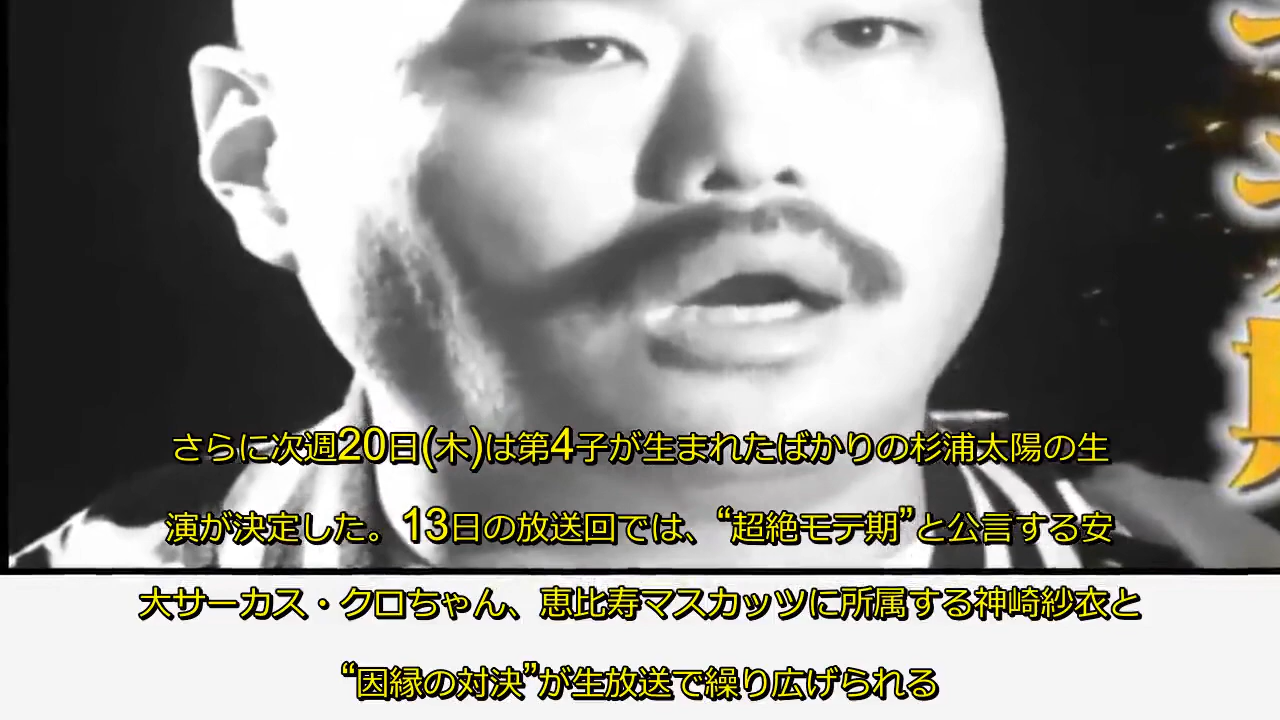 さらに次週20日(木)は第4子が生まれたばかりの杉浦太陽の生
演が決定した。13日の放送回では、“超絶モテ期”と公言する安
大サーカス・クロちゃん、恵比寿マスカッツに所属する神崎紗衣と
“因縁の対決”が生放送で繰り広げられる